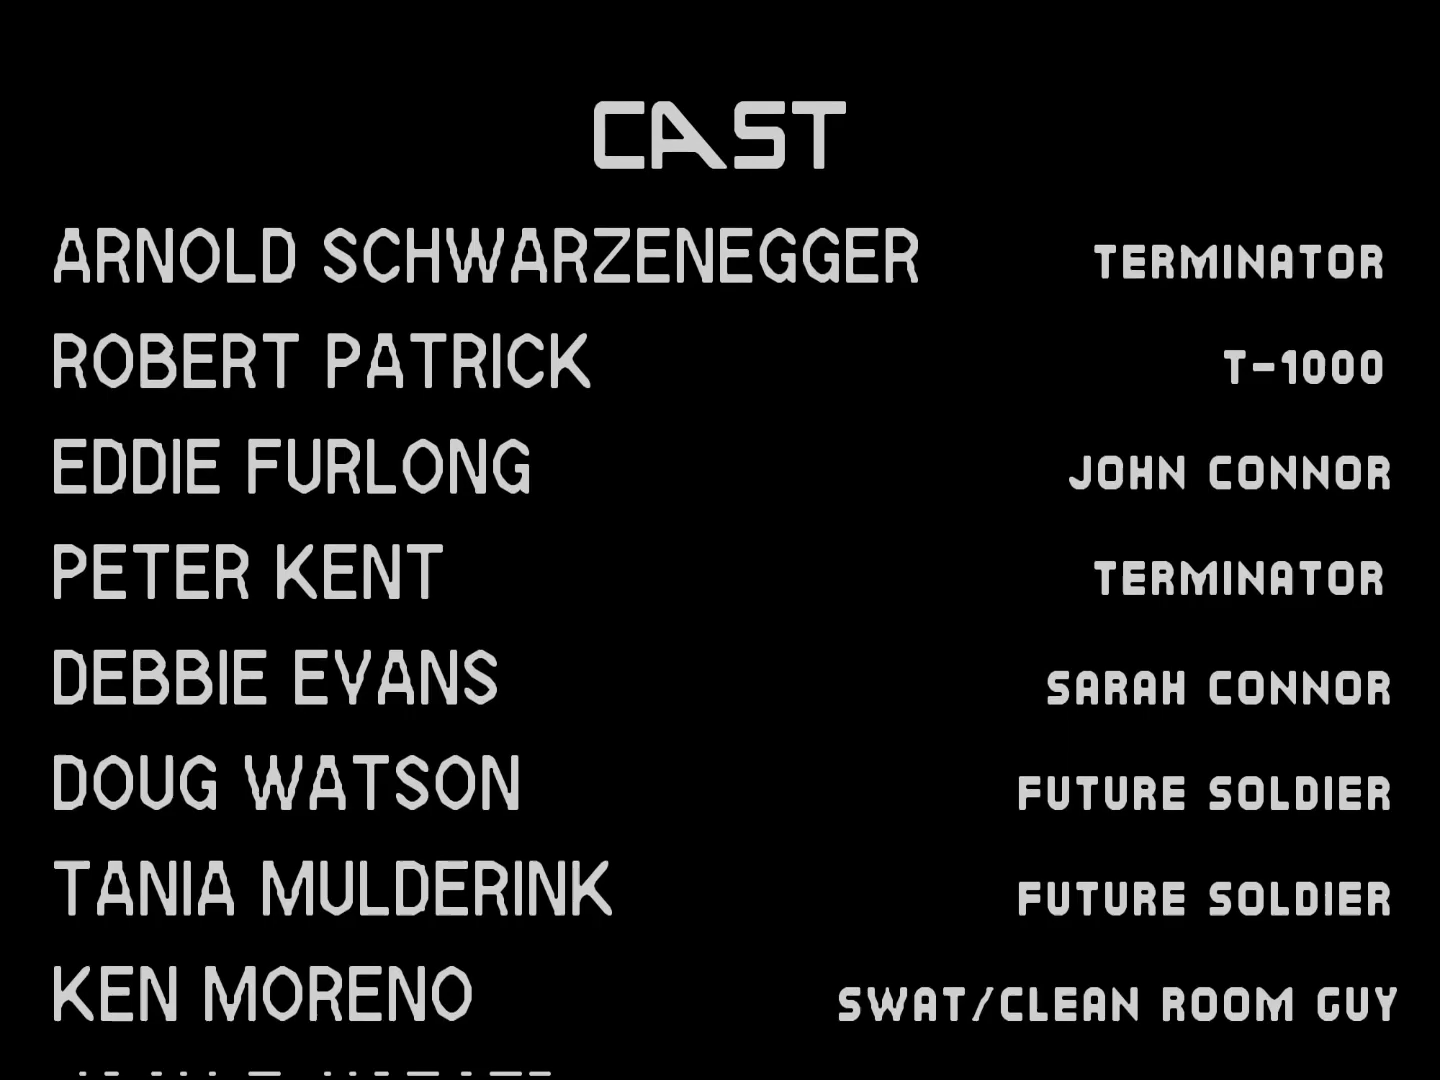 CAST
ARNOLD SCHWARZENEGGER TERMINATOR
ROBERT PATRICK T-1000
EDDIE FURLONG JOHN CONNOR
PETER KENT TERMINATOR
DEBBIE EVANS SARAH CONNOR
DOUG WATSON FUTURE SOLDIER
TANIA MULDERINK FUTURE SOLDIER
KEN MORENO SWAT/CLEAN ROOM GUY